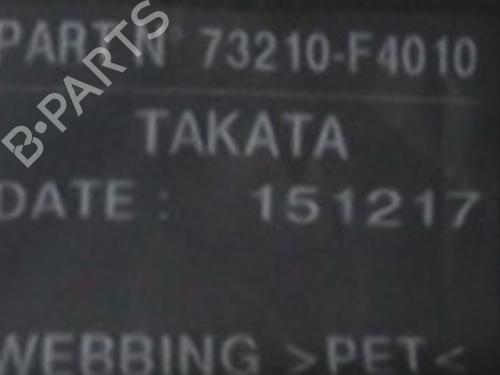 PART N° 73210-F4010
TAKATA
DATE : 151217
WEBBING >PET<
B-PARTS